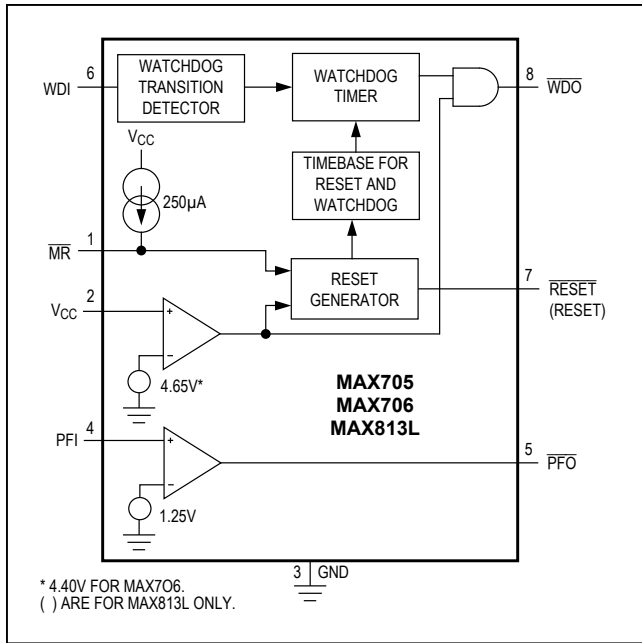 6
WDI
WATCHDOG
TRANSITION
DETECTOR
WATCHDOG
TIMER
8
WDO
VCC
250µA
TIMEBASE FOR
RESET AND
WATCHDOG
1
MR
RESET
GENERATOR
7
RESET
(RESET)
2
VCC
+
−
4.65V*
MAX705
MAX706
MAX813L
4
PFI
+
−
1.25V
5
PFO
3 GND
* 4.40V FOR MAX7O6.
( ) ARE FOR MAX813L ONLY.